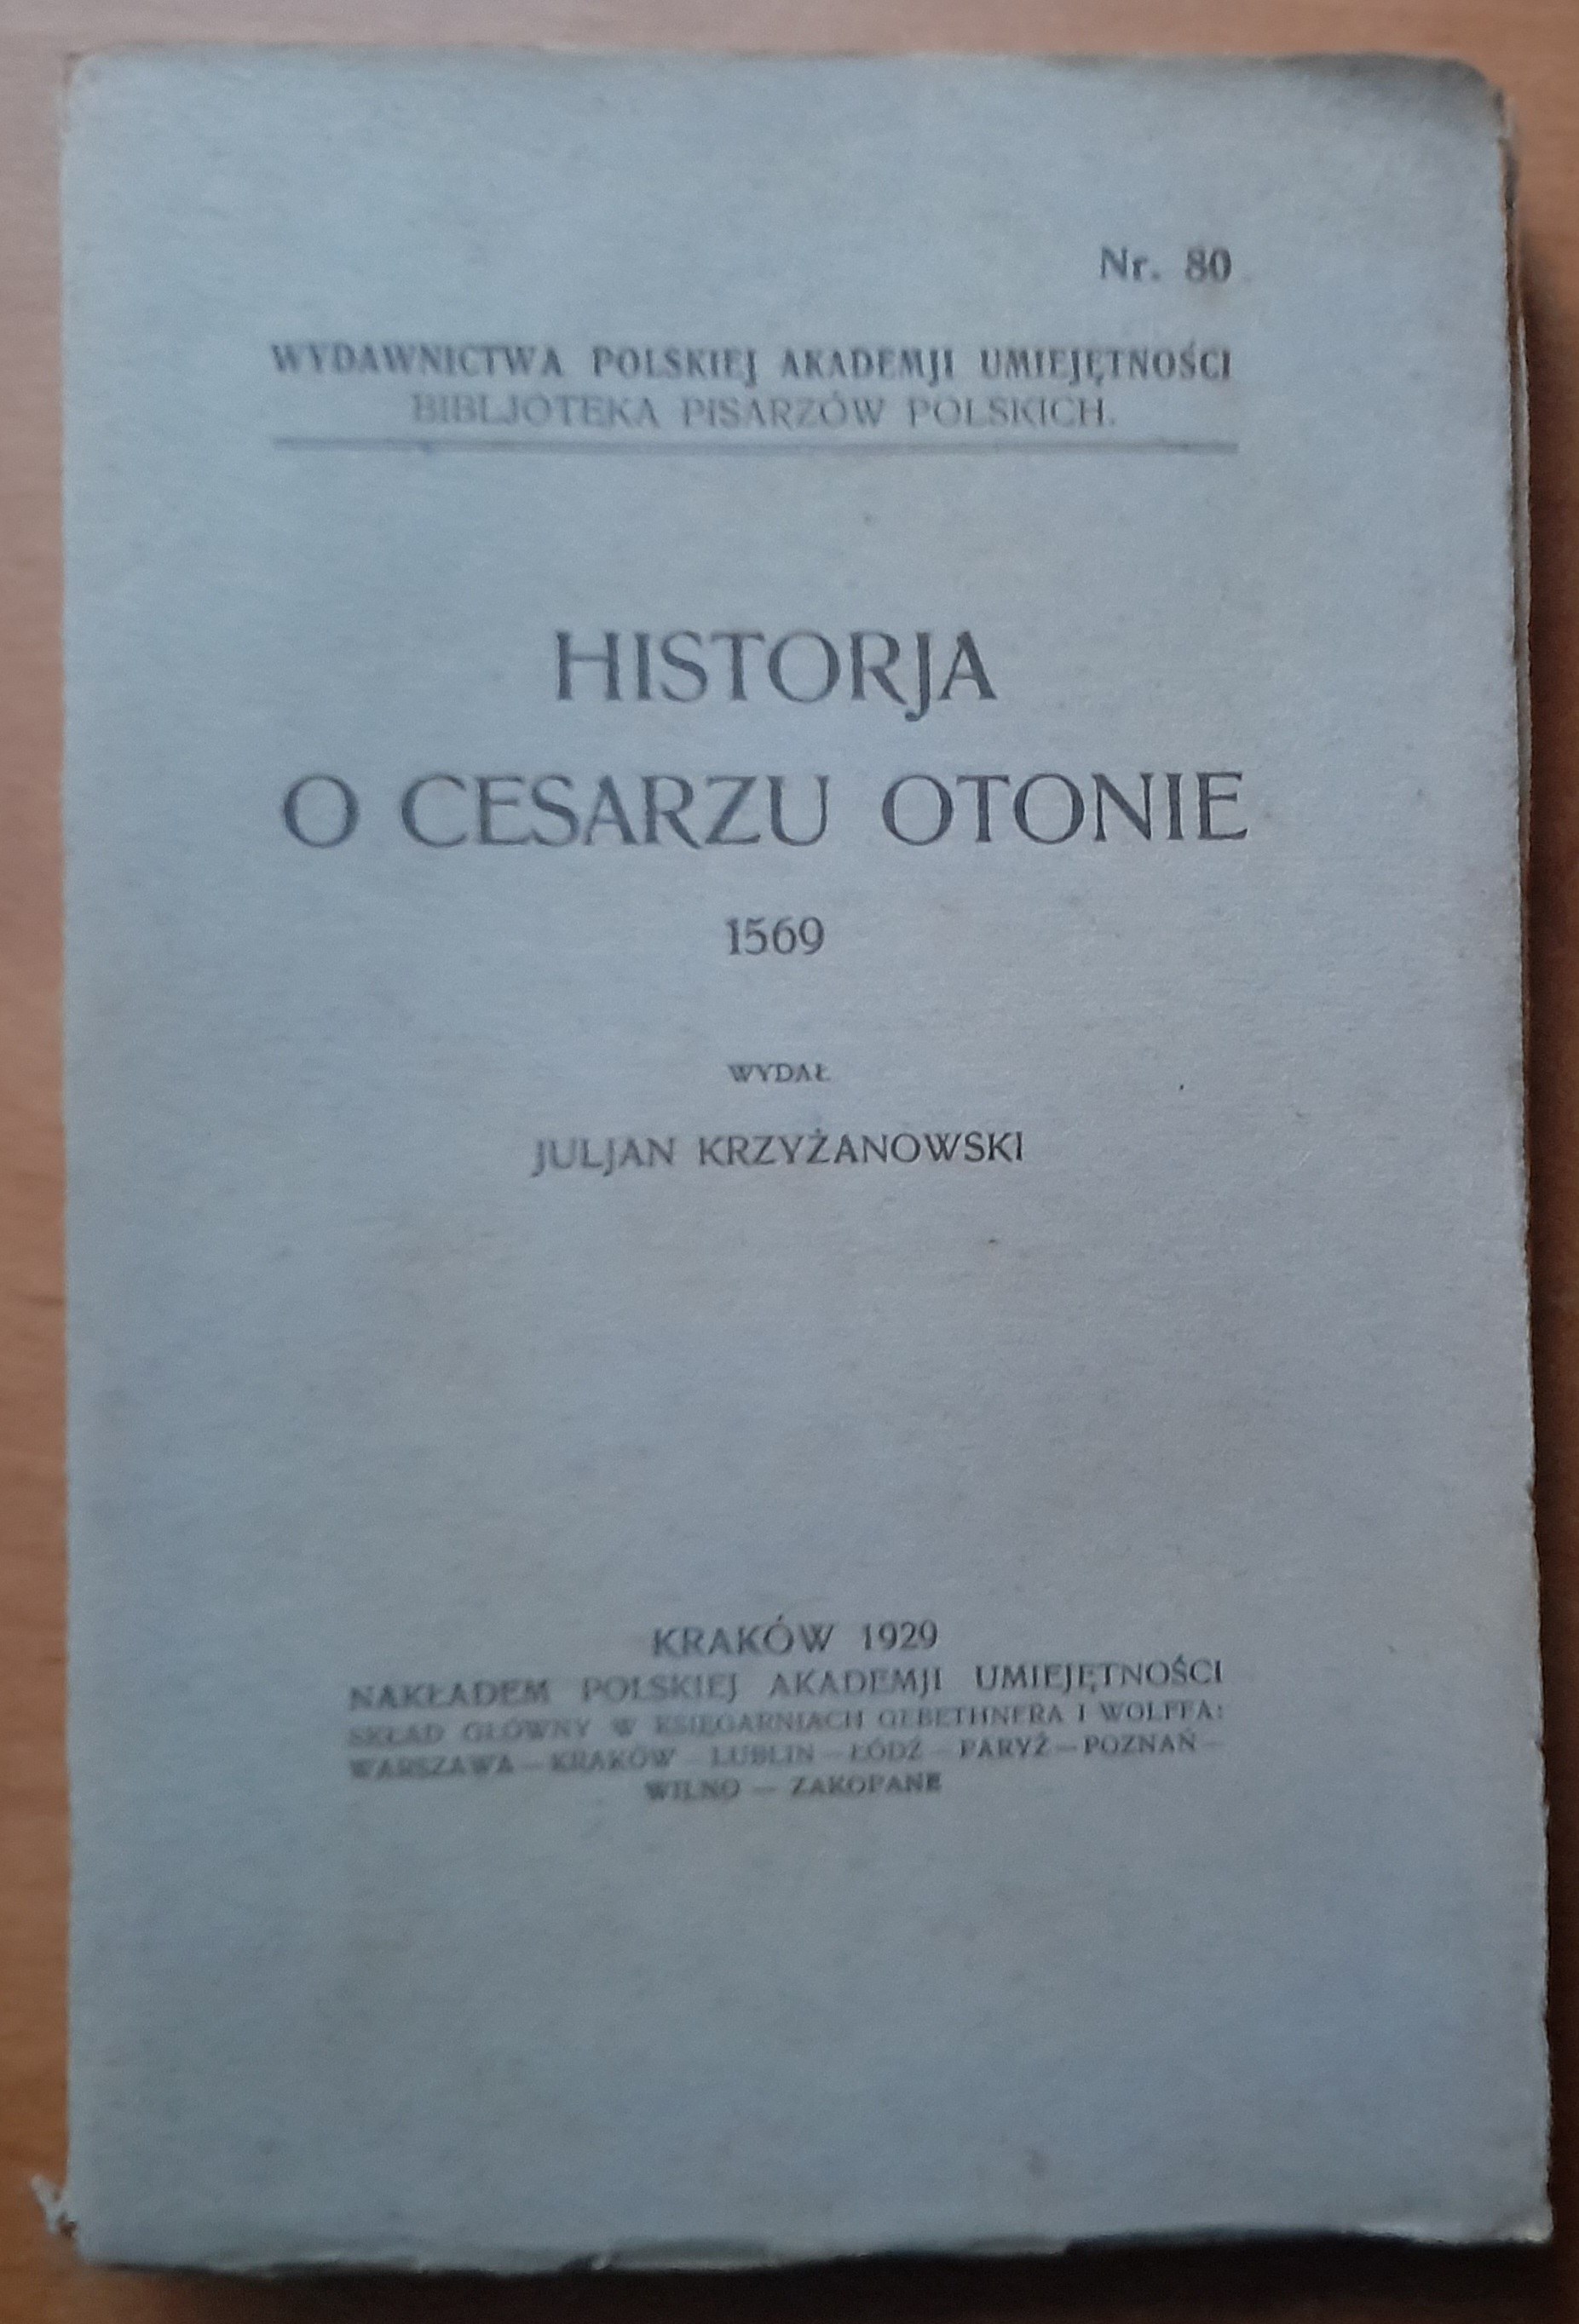 Nr. 80
WYDAWNICTWA POLSKIEJ AKADEMJI UMIEJĘTNOŚCI
BIBLJOTEKA PISARZÓW POLSKICH.
HISTORJA
O CESARZU OTONIE
1569
WYDAŁ
JULJAN KRZYŻANOWSKI
KRAKÓW 1929
NAKŁADEM POLSKIEJ AKADEMJI UMIEJĘTNOŚCI
SKŁAD GŁÓWNY W KSIĘGARNIACH GEBETHNERA I WOLFFA:
WARSZAWA—KRAKÓW—LUBLIN—ŁÓDŹ—PARYŻ—POZNAŃ—
WILNO — ZAKOPANE